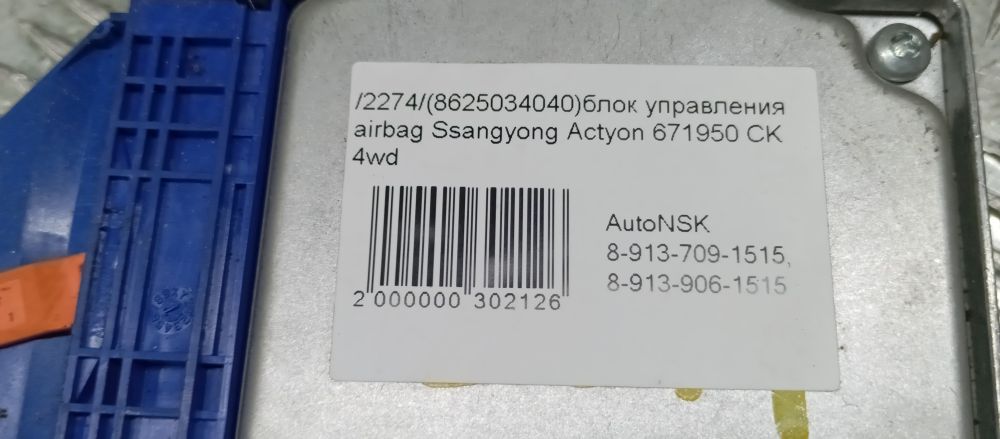 /2274/(8625034040)блок управления
airbag Ssangyong Actyon 671950 CK
4wd
AutoNSK
8-913-709-1515,
8-913-906-1515
2 000000 302126